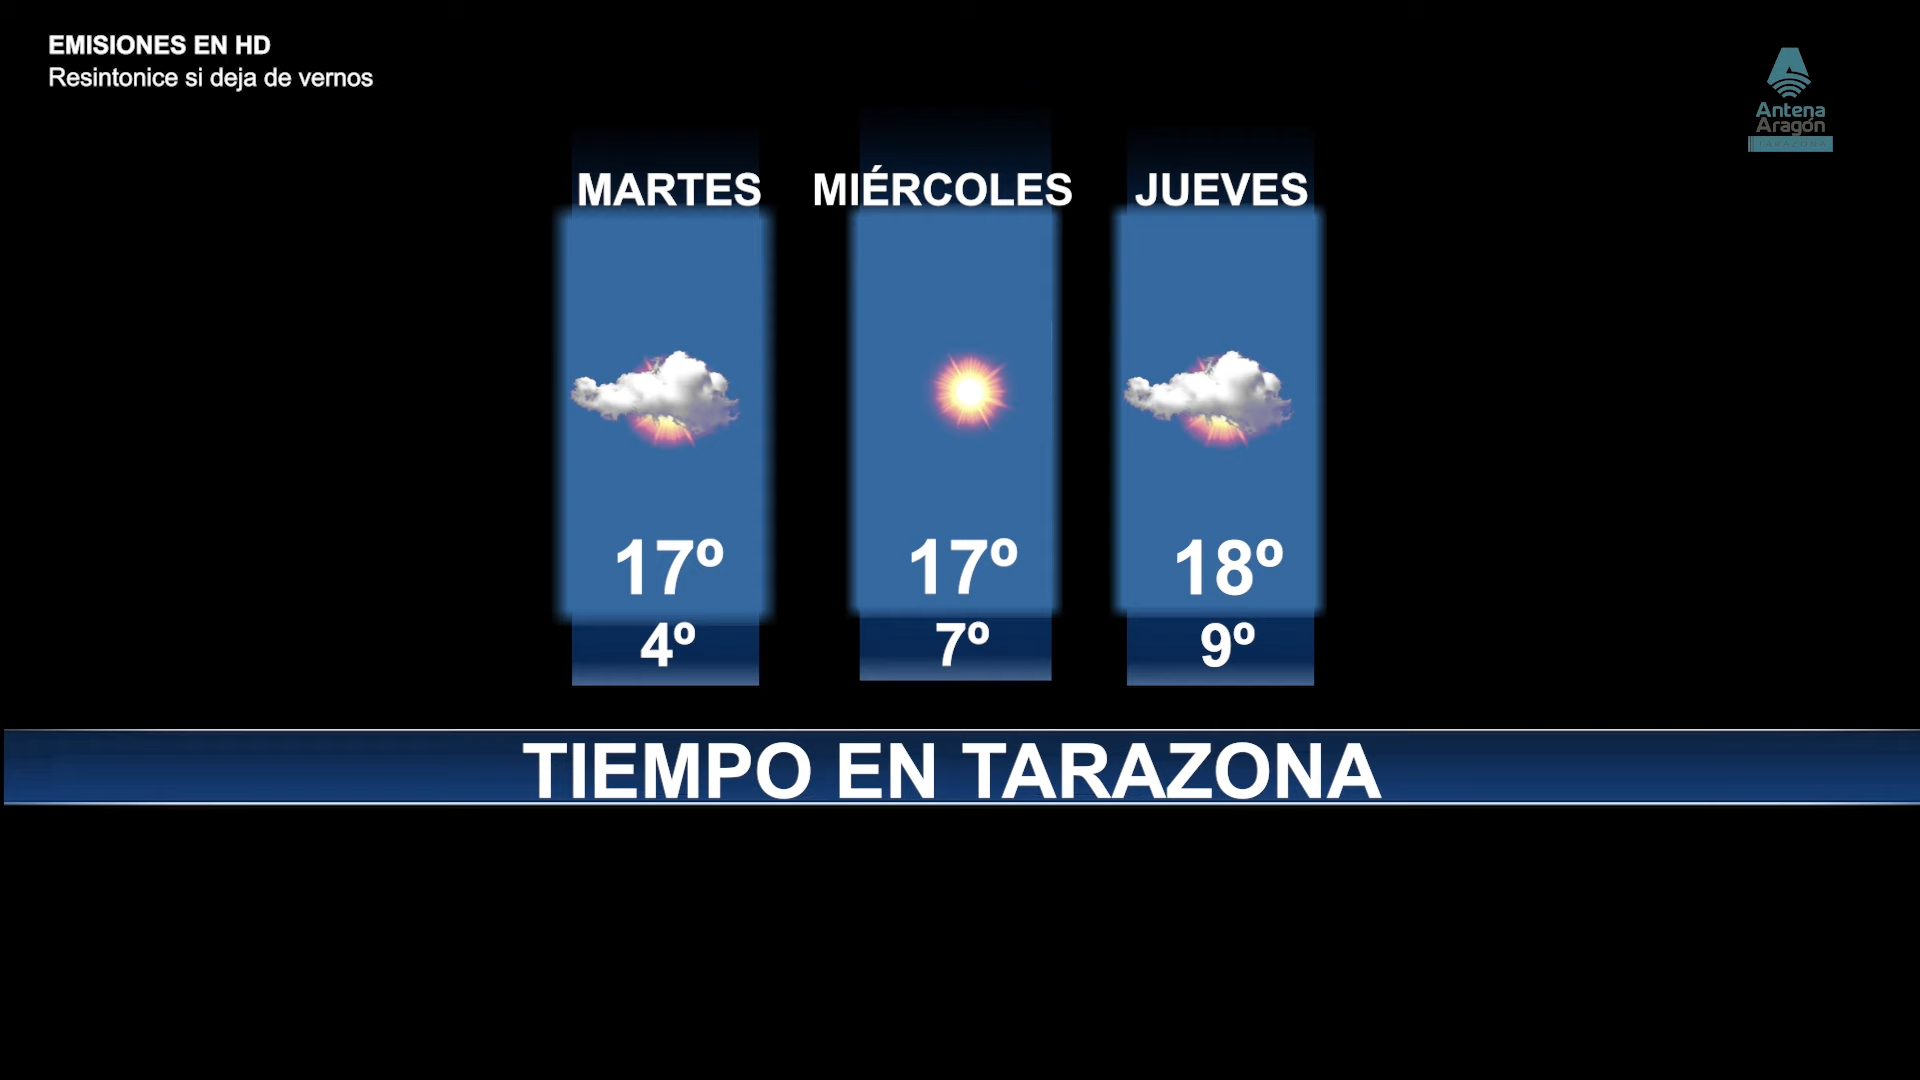 EMISIONES EN HD
Resintonice si deja de vernos
Antena
Aragón
TARAZONA
MARTES MIÉRCOLES JUEVES
17º 17º 18º
4º 7º 9º
TIEMPO EN TARAZONA